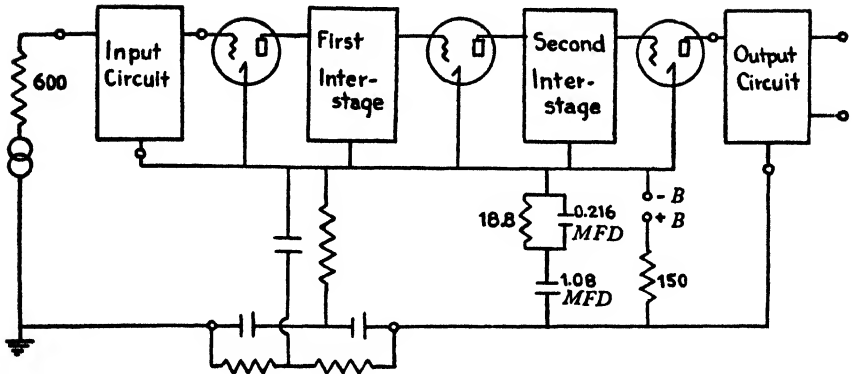 600
Input
Circuit
First
Inter-
stage
Second
Inter-
stage
Output
Circuit
18.8
0.216
MFD
- B
+ B
1.08
MFD
150